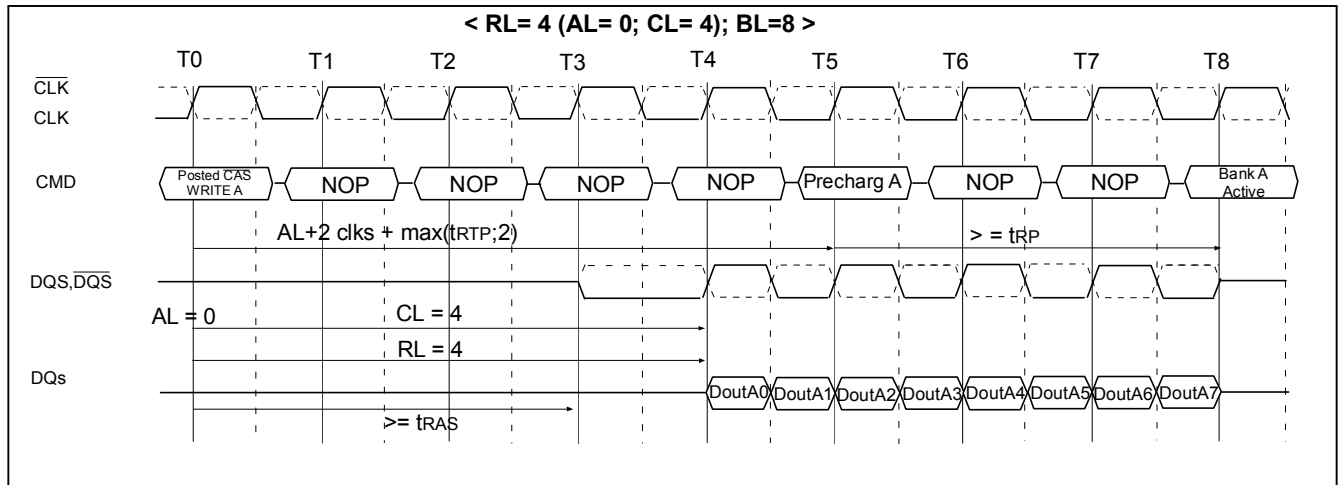 < RL= 4 (AL= 0; CL= 4); BL=8 >
T0 T1 T2 T3 T4 T5 T6 T7 T8
CLK
CLK
CMD
Posted CAS
WRITE A
NOP NOP NOP NOP Precharg A NOP NOP
Bank A
Active
AL+2 clks + max(tRTP;2)
> = tRP
DQS,DQS
AL = 0
CL = 4
RL = 4
DQs
DoutA0 DoutA1 DoutA2 DoutA3 DoutA4 DoutA5 DoutA6 DoutA7
>= tRAS